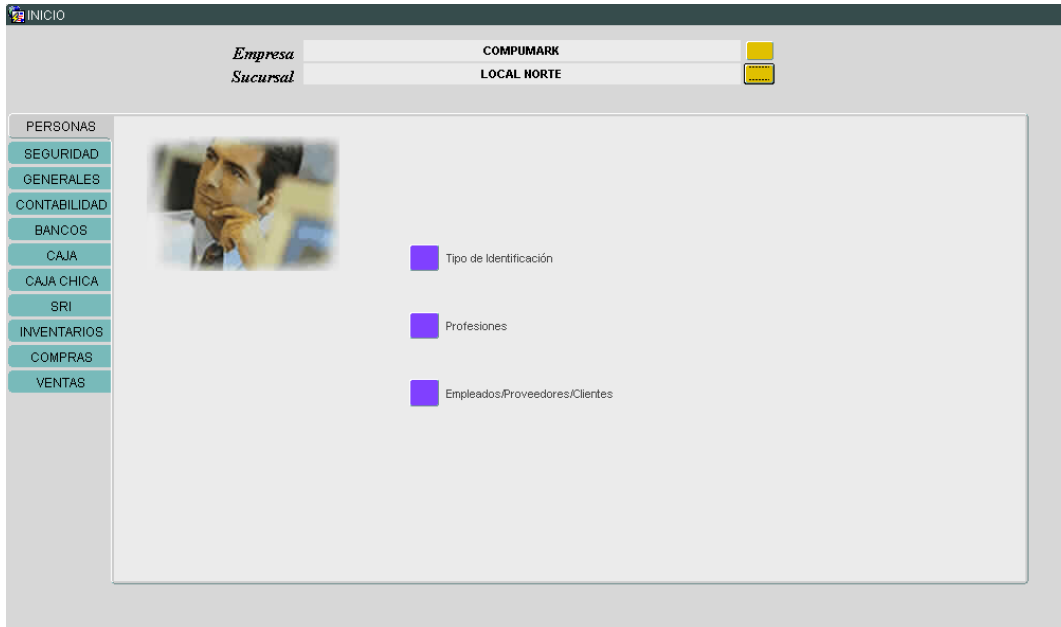 INICIO
Empresa COMPUMARK
Sucursal LOCAL NORTE
PERSONAS
SEGURIDAD
GENERALES
CONTABILIDAD
BANCOS
CAJA
CAJA CHICA
SRI
INVENTARIOS
COMPRAS
VENTAS
Tipo de Identificación
Profesiones
Empleados/Proveedores/Clientes